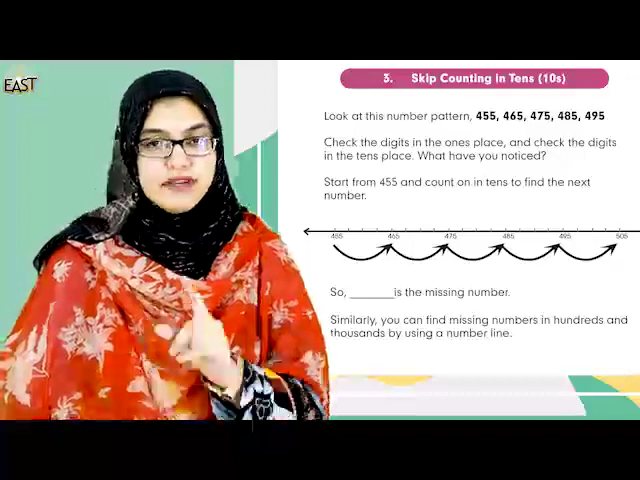 EAST
3. Skip Counting in Tens (10s)
Look at this number pattern, 455, 465, 475, 485, 495
Check the digits in the ones place, and check the digits
in the tens place. What have you noticed?
Start from 455 and count on in tens to find the next
number.
455 465 475 485 495 505
So, ________is the missing number.
Similarly, you can find missing numbers in hundreds and
thousands by using a number line.